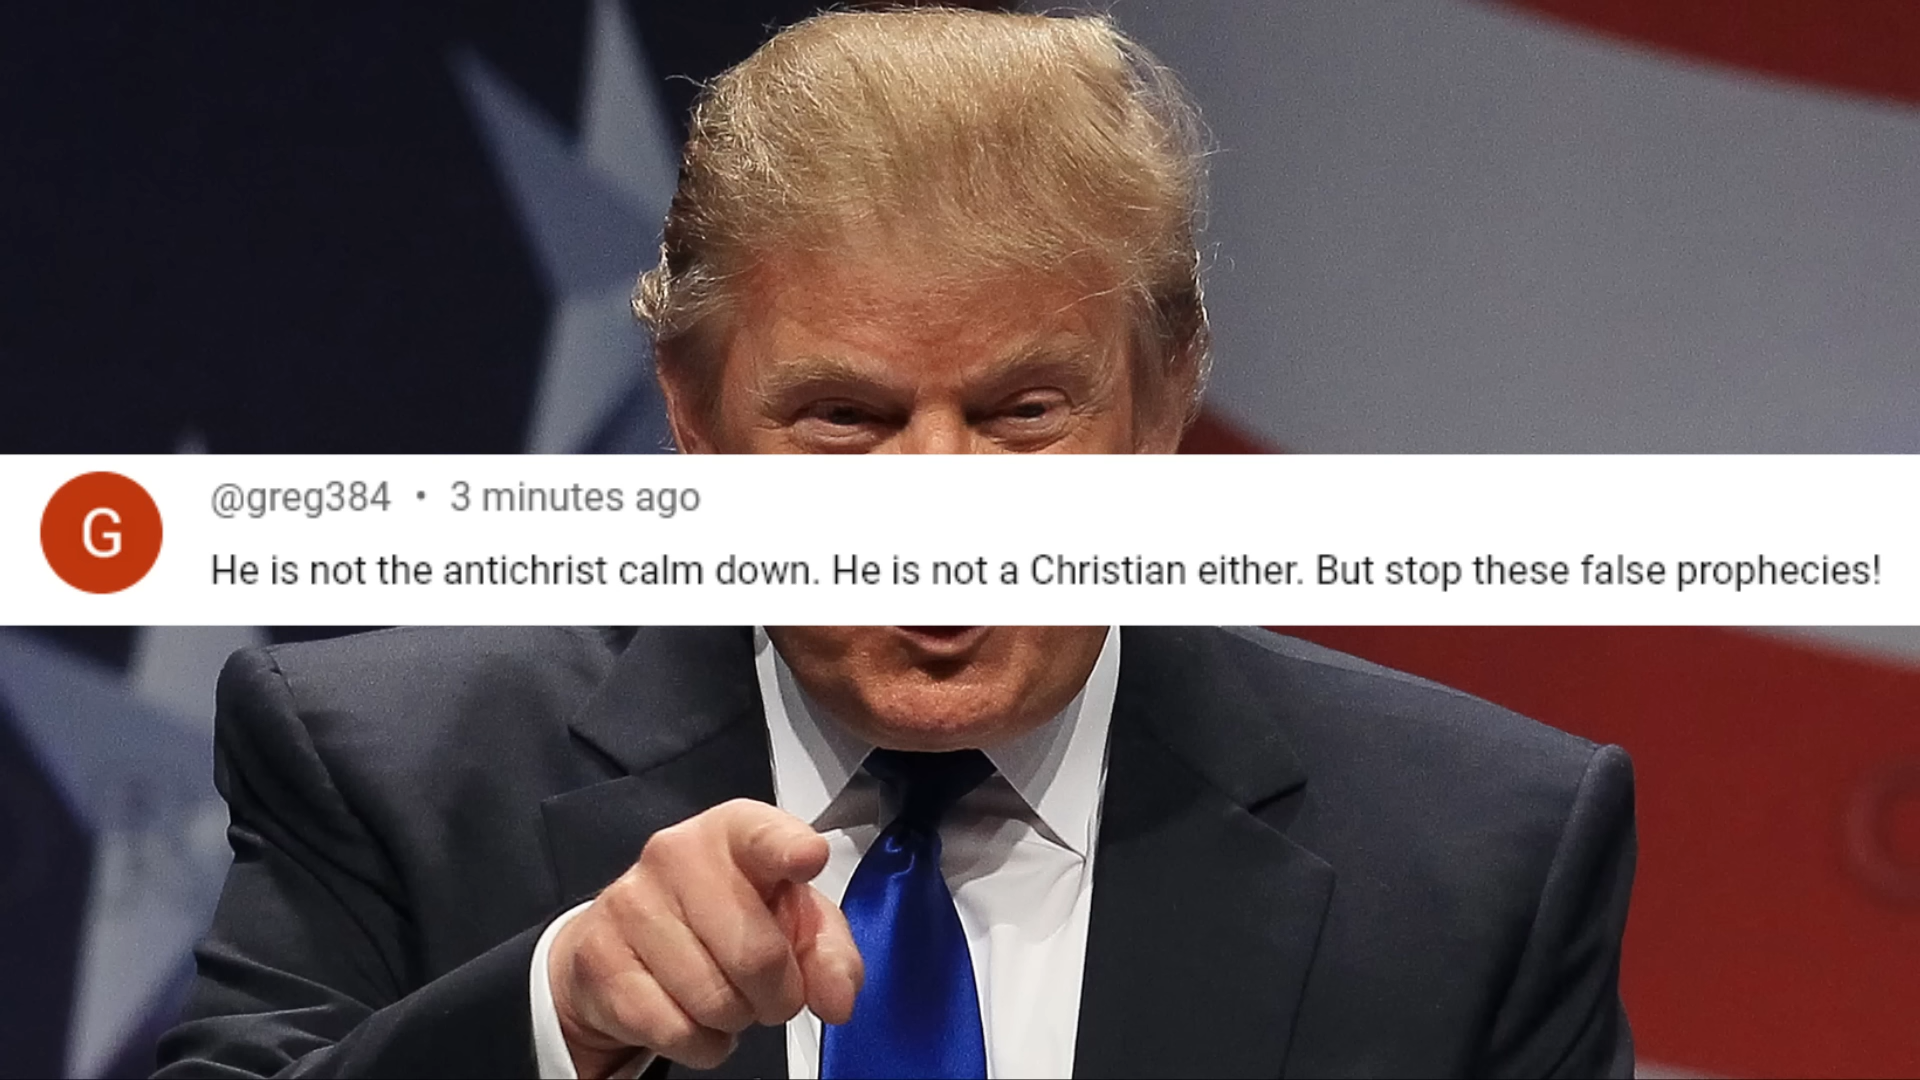 G
@greg384 • 3 minutes ago
He is not the antichrist calm down. He is not a Christian either. But stop these false prophecies!